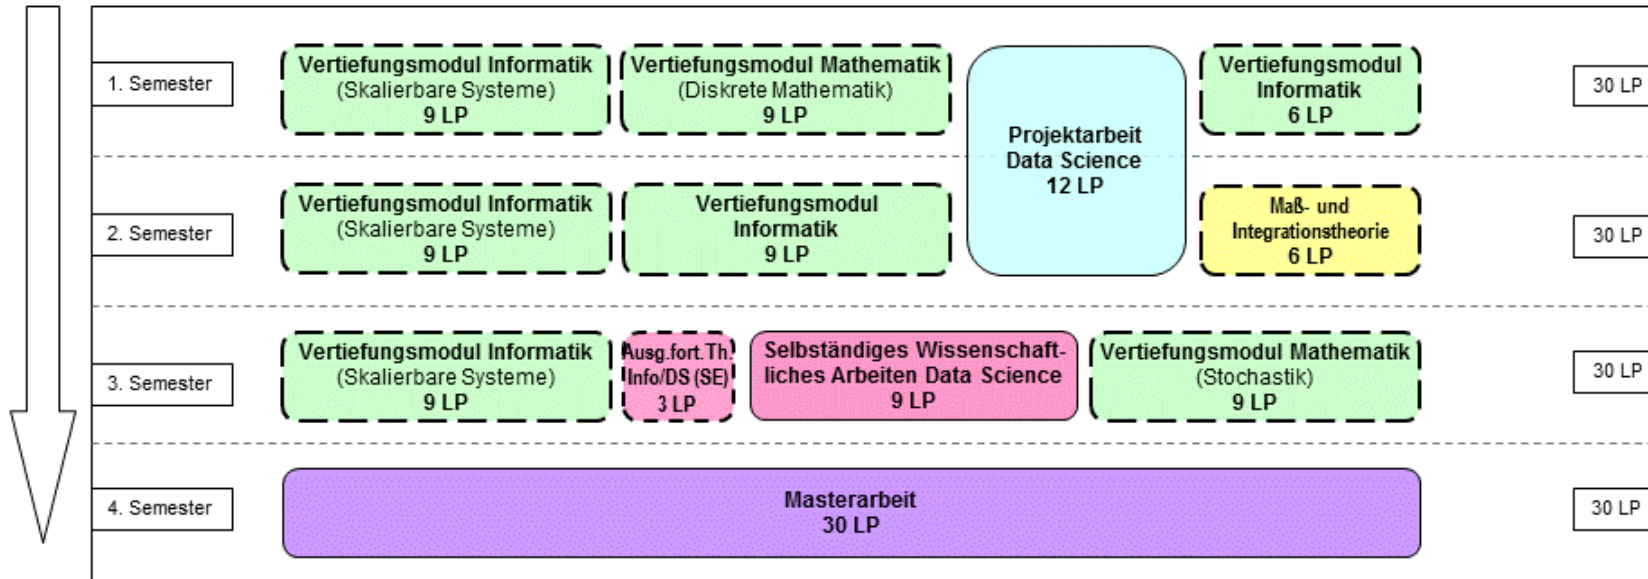 1. Semester
Vertiefungsmodul Informatik
(Skalierbare Systeme)
9 LP
Vertiefungsmodul Mathematik
(Diskrete Mathematik)
9 LP
Projektarbeit
Data Science
12 LP
Vertiefungsmodul
Informatik
6 LP
30 LP
2. Semester
Vertiefungsmodul Informatik
(Skalierbare Systeme)
9 LP
Vertiefungsmodul
Informatik
9 LP
Maß- und
Integrationstheorie
6 LP
30 LP
3. Semester
Vertiefungsmodul Informatik
(Skalierbare Systeme)
9 LP
Ausg.fort.Th.
Info/DS (SE)
3 LP
Selbständiges Wissenschaft-
liches Arbeiten Data Science
9 LP
Vertiefungsmodul Mathematik
(Stochastik)
9 LP
30 LP
4. Semester
Masterarbeit
30 LP
30 LP